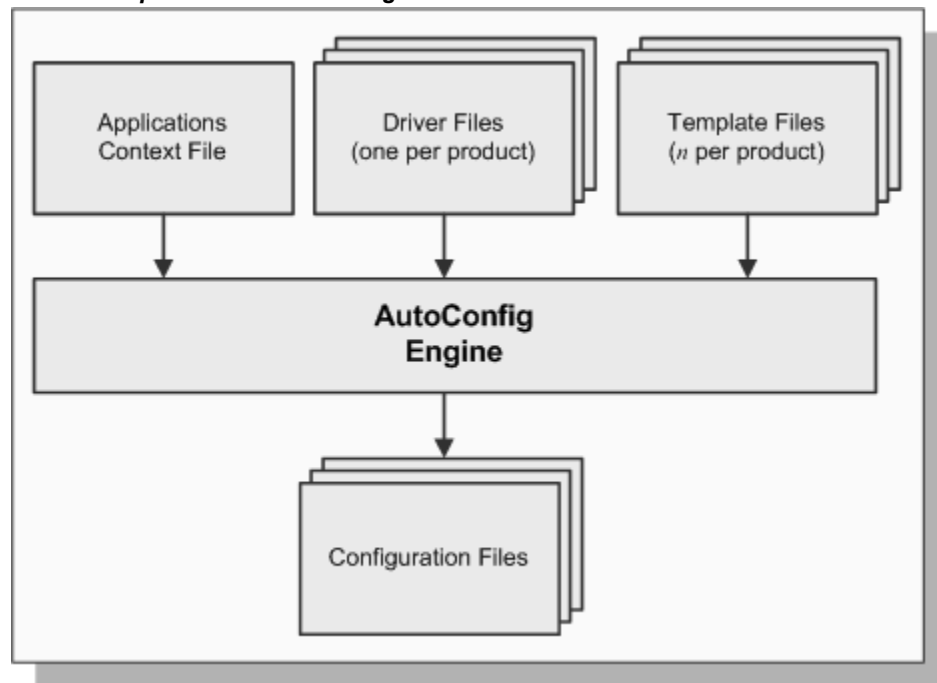 Applications
Context File
Driver Files
(one per product)
Template Files
(n per product)
AutoConfig
Engine
Configuration Files